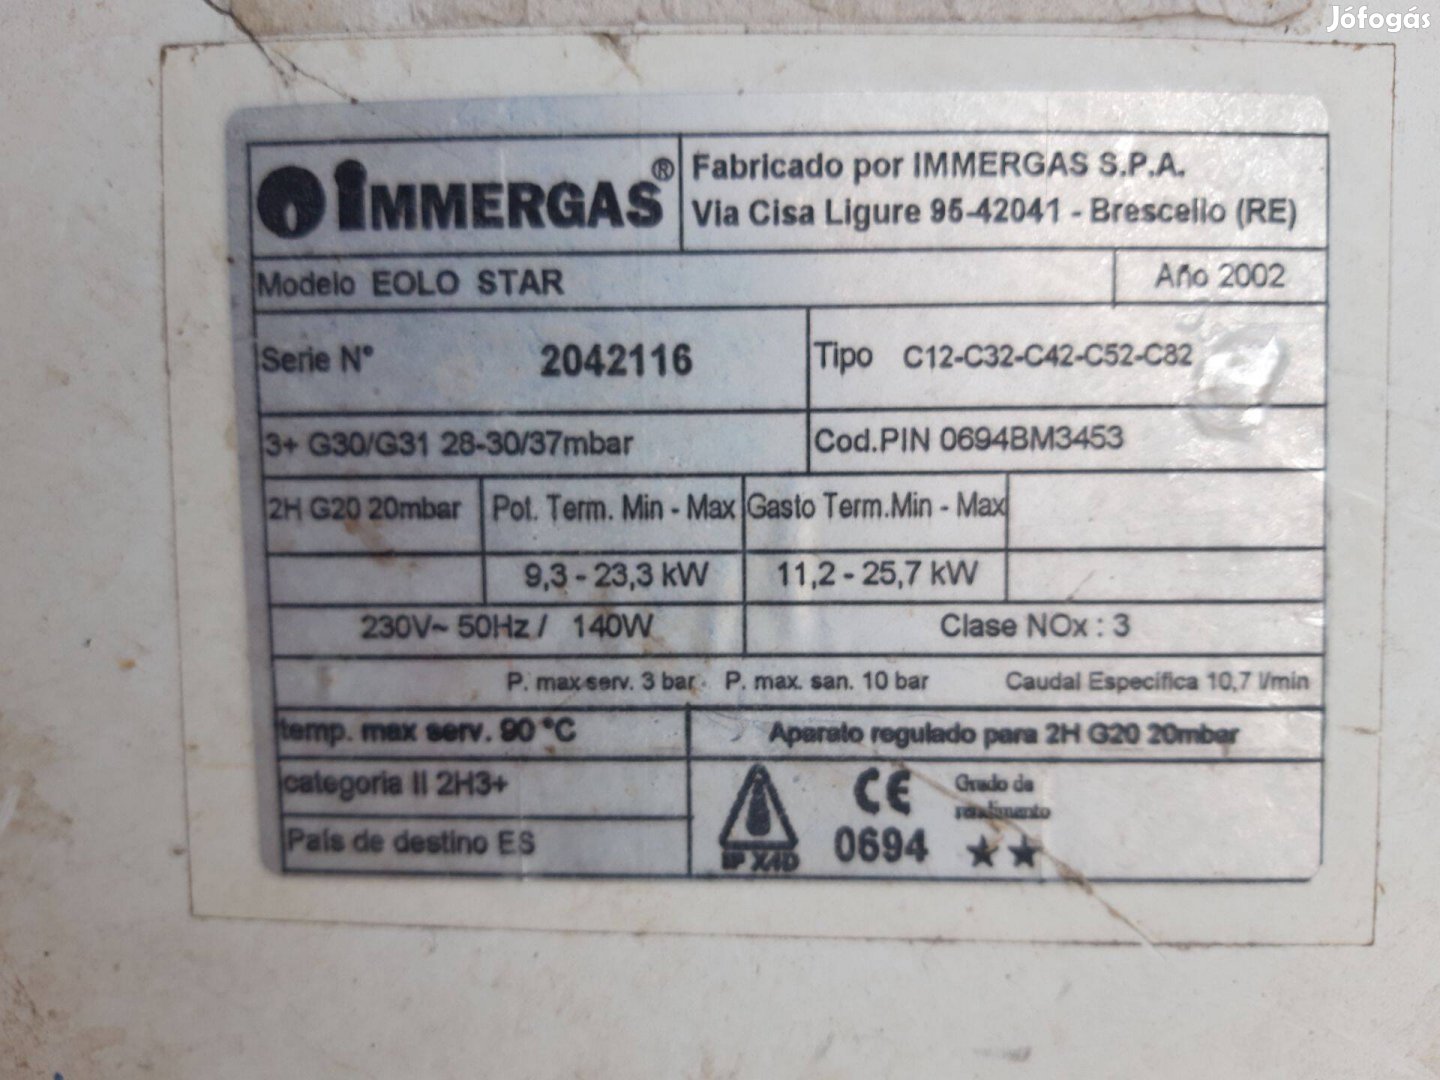 Jófogás
IMMERGAS®
Fabricado por IMMERGAS S.P.A.
Via Cisa Ligure 95-42041 - Brescello (RE)
Modelo EOLO STAR
Año 2002
Serie N° 2042116
Tipo C12-C32-C42-C52-C82
3+ G30/G31 28-30/37mbar
Cod.PIN 0694BM3453
2H G20 20mbar
Pot. Term. Min - Max
Gasto Term.Min - Max
9,3 - 23,3 kW
11,2 - 25,7 kW
230V~ 50Hz / 140W
Clase NOx : 3
P. max serv. 3 bar - P. max. san. 10 bar
Caudal Especifica 10,7 l/min
temp. max serv. 90 °C
Aparato regulado para 2H G20 20mbar
categoria II 2H3+
País de destino ES
IP X4D
CE
0694
Grado de
rendimento
★★